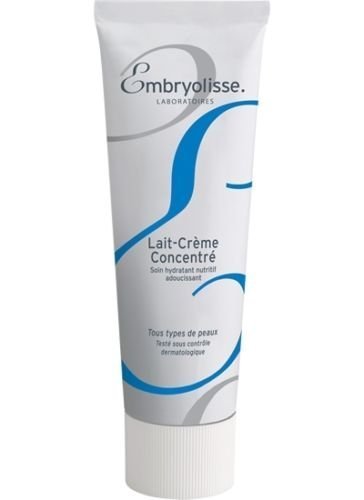 Embryolisse.
LABORATOIRES
Lait-Crème
Concentré
Soin hydratant nutritif
adoucissant
Tous types de peaux
Testé sous contrôle
dermatologique